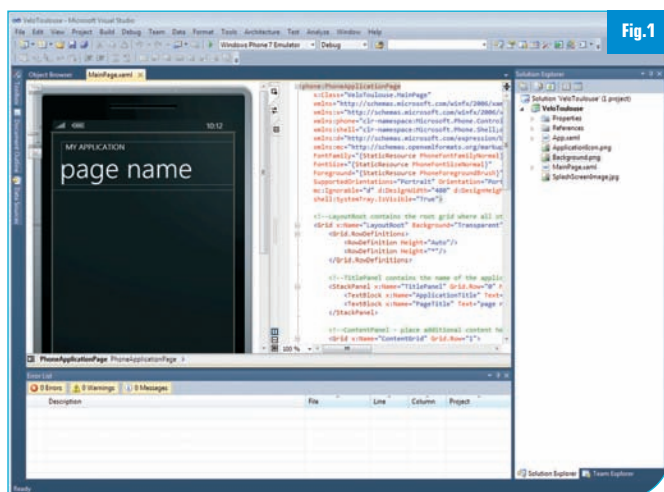 Fig.1
VeloToulouse - Microsoft Visual Studio
File Edit View Project Build Debug Team Data Format Tools Architecture Test Analyze Window Help
Windows Phone 7 Emulator Debug
Object Browser MainPage.xaml
Toolbox
Document Outline
Data Sources
10:12
MY APPLICATION
page name
<phone:PhoneApplicationPage
x:Class="VeloToulouse.MainPage"
xmlns="http://schemas.microsoft.com/winfx/2006/xam
xmlns:x="http://schemas.microsoft.com/winfx/2006/
xmlns:phone="clr-namespace:Microsoft.Phone.Control
xmlns:shell="clr-namespace:Microsoft.Phone.Shell;a
xmlns:d="http://schemas.microsoft.com/expression/b
xmlns:mc="http://schemas.openxmlformats.org/markup
FontFamily="{StaticResource PhoneFontFamilyNormal}
FontSize="{StaticResource PhoneFontSizeNormal}"
Foreground="{StaticResource PhoneForegroundBrush}"
SupportedOrientations="Portrait" Orientation="Port
mc:Ignorable="d" d:DesignWidth="480" d:DesignHeigh
shell:SystemTray.IsVisible="True">
<!--LayoutRoot contains the root grid where all ot
<Grid x:Name="LayoutRoot" Background="Transparent"
<Grid.RowDefinitions>
<RowDefinition Height="Auto"/>
<RowDefinition Height="*"/>
</Grid.RowDefinitions>
<!--TitlePanel contains the name of the applic
<StackPanel x:Name="TitlePanel" Grid.Row="0"
<TextBlock x:Name="ApplicationTitle" Text=
<TextBlock x:Name="PageTitle" Text="page n
</StackPanel>
<!--ContentPanel - place additional content he
<Grid x:Name="ContentGrid" Grid.Row="1">
100 %
PhoneApplicationPage PhoneApplicationPage
Solution Explorer
Solution 'VeloToulouse' (1 project)
VeloToulouse
Properties
References
App.xaml
ApplicationIcon.png
Background.png
MainPage.xaml
SplashScreenImage.jpg
Error List
0 Errors 0 Warnings 0 Messages
Description File Line Column Project
Solution Explorer Team Explorer
Ready